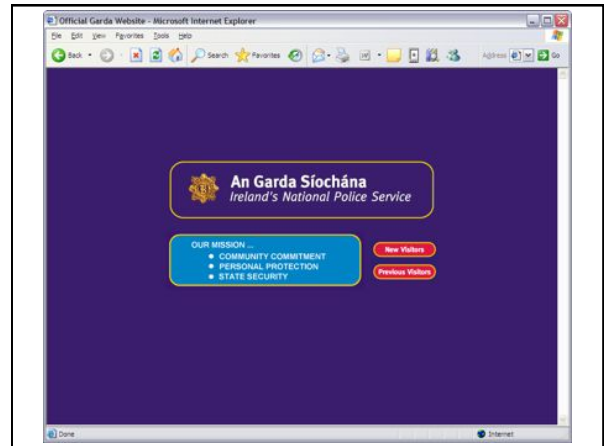 Official Garda Website - Microsoft Internet Explorer
File Edit View Favorites Tools Help
Back Search Favorites Address Go
An Garda Síochána
Ireland's National Police Service
OUR MISSION ...
• COMMUNITY COMMITMENT
• PERSONAL PROTECTION
• STATE SECURITY
New Visitors
Previous Visitors
Done Internet